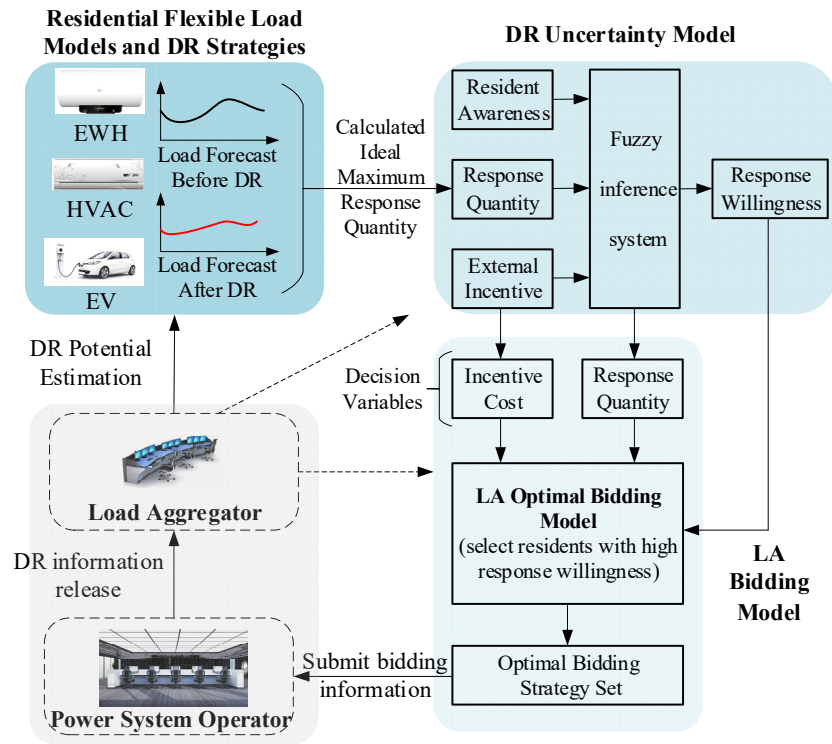 Residential Flexible Load
Models and DR Strategies
EWH
HVAC
EV
Load Forecast
Before DR
Load Forecast
After DR
Calculated
Ideal
Maximum
Response
Quantity
DR Uncertainty Model
Resident
Awareness
Response
Quantity
External
Incentive
Fuzzy
inference
system
Response
Willingness
DR Potential
Estimation
Decision
Variables
Incentive
Cost
Response
Quantity
Load Aggregator
LA Optimal Bidding
Model
(select residents with high
response willingness)
LA
Bidding
Model
DR information
release
Power System Operator
Submit bidding
information
Optimal Bidding
Strategy Set